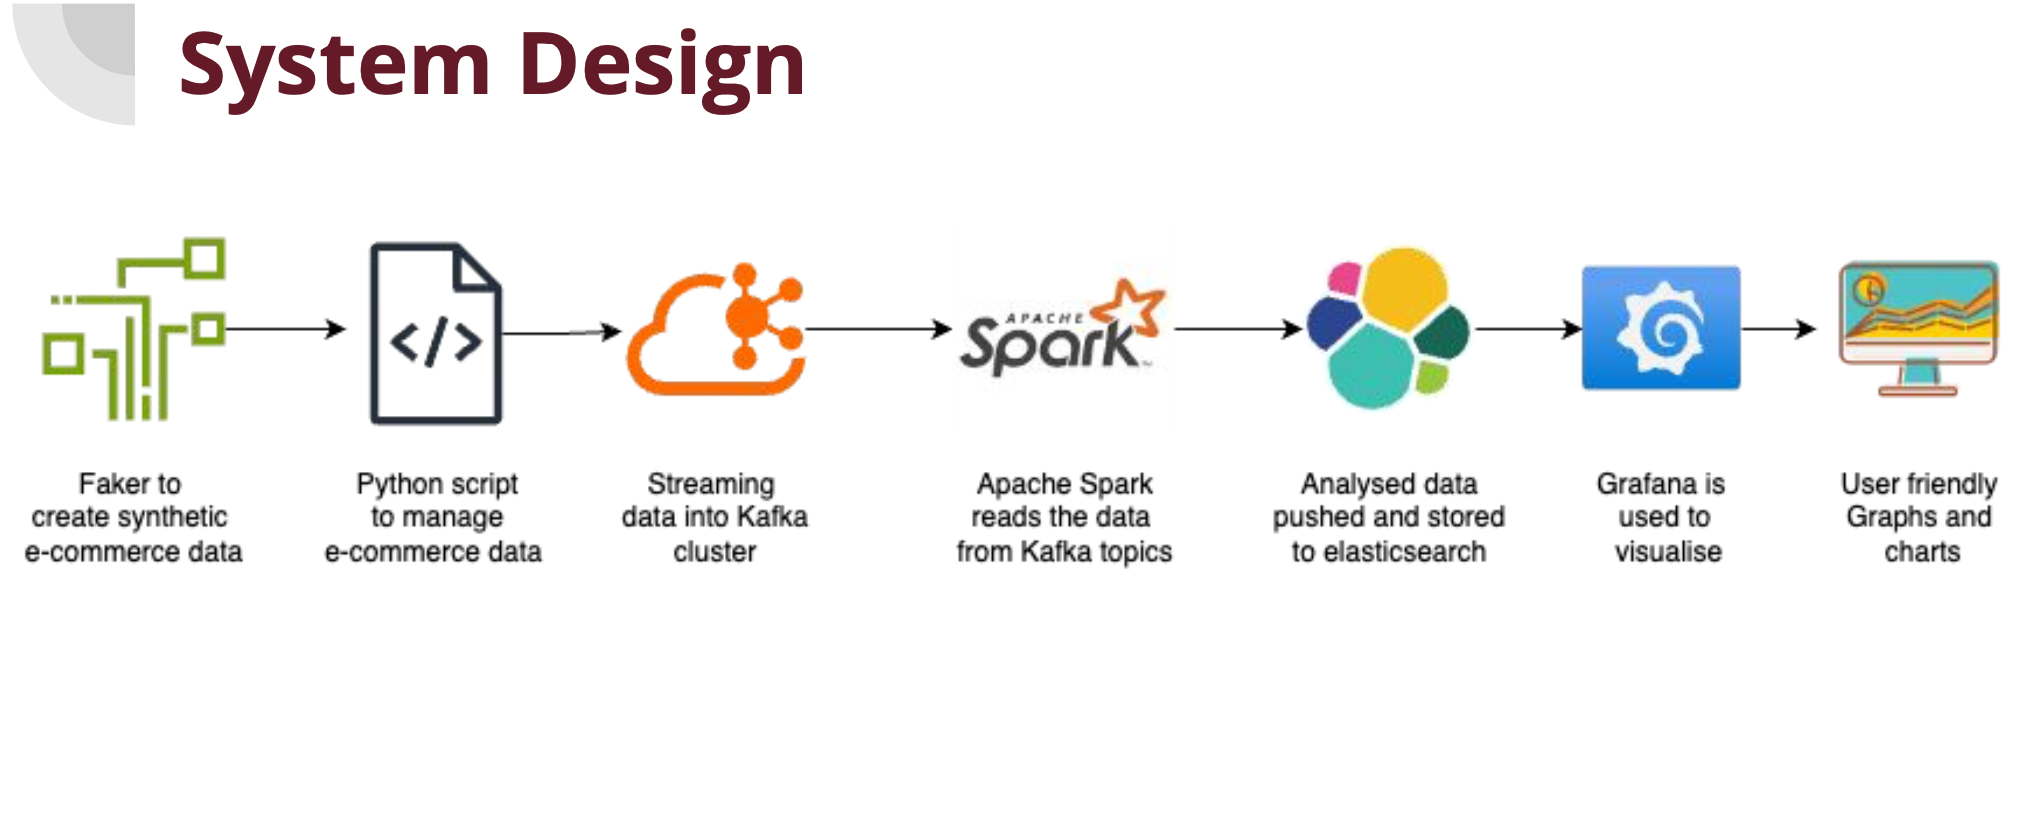 System Design
</>
APACHE
Spark™
Faker to
create synthetic
e-commerce data
Python script
to manage
e-commerce data
Streaming
data into Kafka
cluster
Apache Spark
reads the data
from Kafka topics
Analysed data
pushed and stored
to elasticsearch
Grafana is
used to
visualise
User friendly
Graphs and
charts